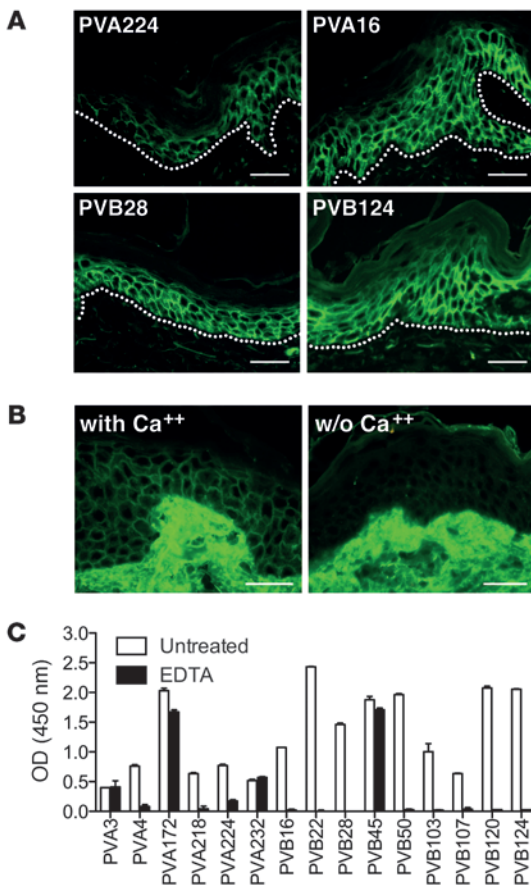 A
PVA224
PVA16
PVB28
PVB124
B
with Ca++
w/o Ca++
C
Untreated
EDTA
OD (450 nm)
3.0
2.5
2.0
1.5
1.0
0.5
0.0
PVA3
PVA4
PVA172
PVA218
PVA224
PVA232
PVB16
PVB22
PVB28
PVB45
PVB50
PVB103
PVB107
PVB120
PVB124